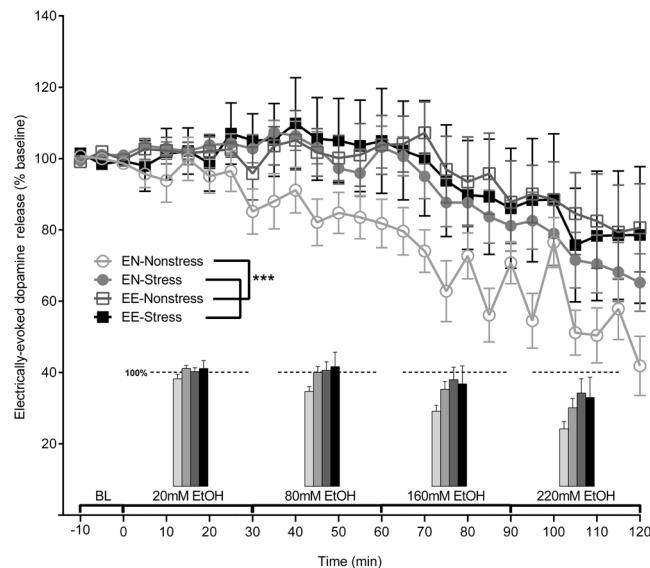 140
120
100
80
60
40
20
Electrically-evoked dopamine release (% baseline)
EN-Nonstress
EN-Stress
EE-Nonstress
EE-Stress
***
100%
BL
20mM EtOH
80mM EtOH
160mM EtOH
220mM EtOH
-10 0 10 20 30 40 50 60 70 80 90 100 110 120
Time (min)